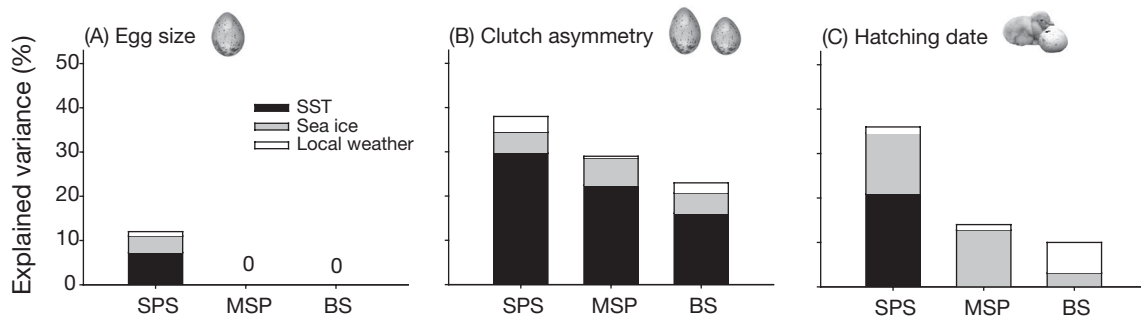 (A) Egg size
(B) Clutch asymmetry
(C) Hatching date
Explained variance (%)
50
40
30
20
10
0
SST
Sea ice
Local weather
0
0
SPS
MSP
BS
SPS
MSP
BS
SPS
MSP
BS